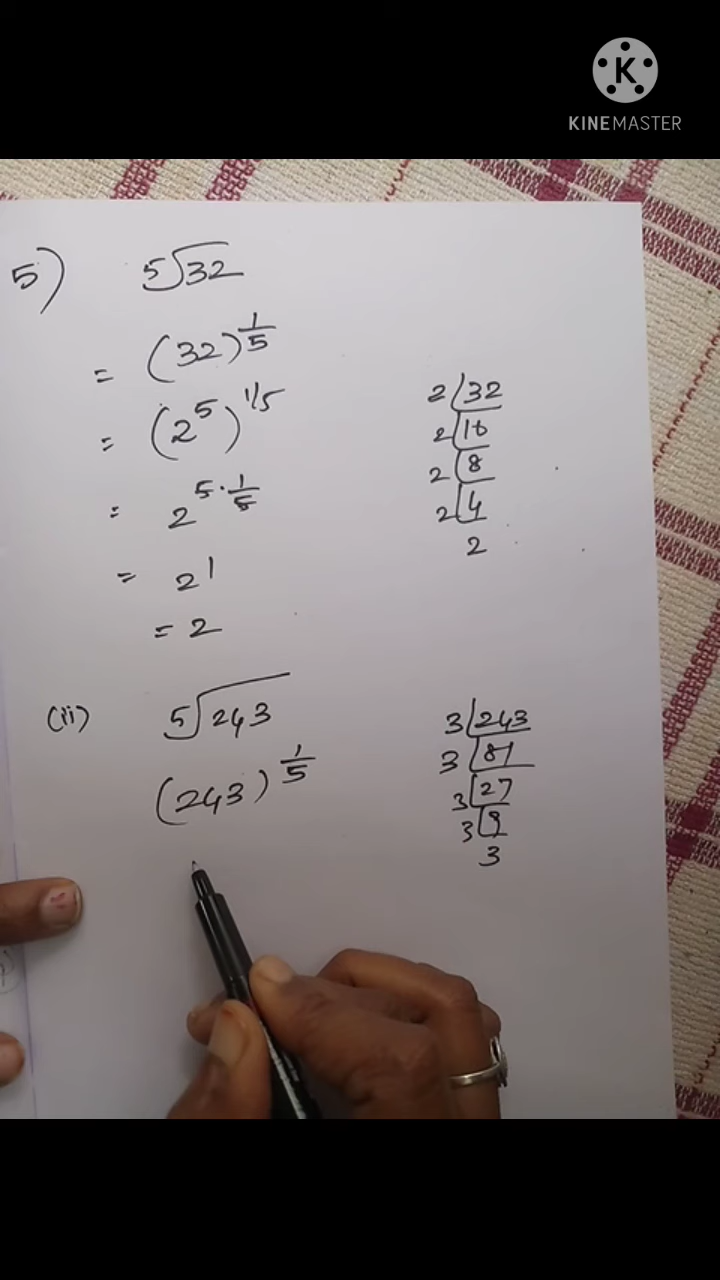 KINEMASTER
5) ⁵√32
= (32)^1/5
= (2^5)^1/5
= 2^5·1/5
= 2^1
= 2
2 | 32
2 | 16
2 | 8
2 | 4
2
(ii) ⁵√243
(243)^1/5
3 | 243
3 | 81
3 | 27
3 | 9
3